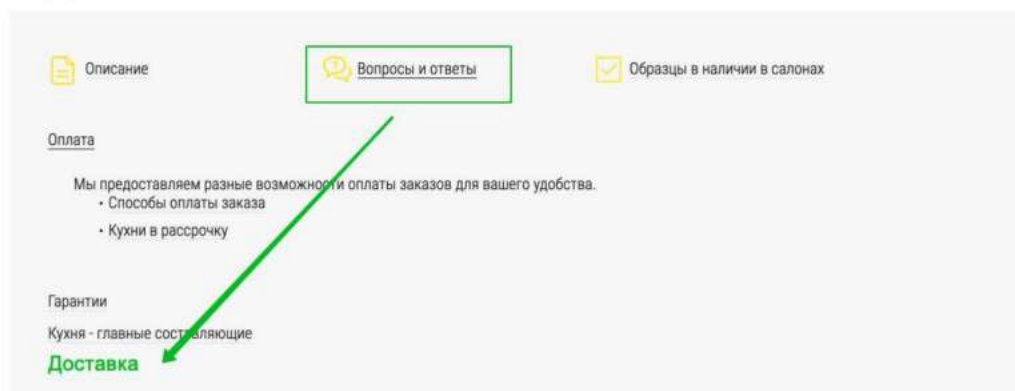 Описание
Вопросы и ответы
Образцы в наличии в салонах
Оплата
Мы предоставляем разные возможности оплаты заказов для вашего удобства.
• Способы оплаты заказа
• Кухни в рассрочку
Гарантии
Кухня - главные составляющие
Доставка